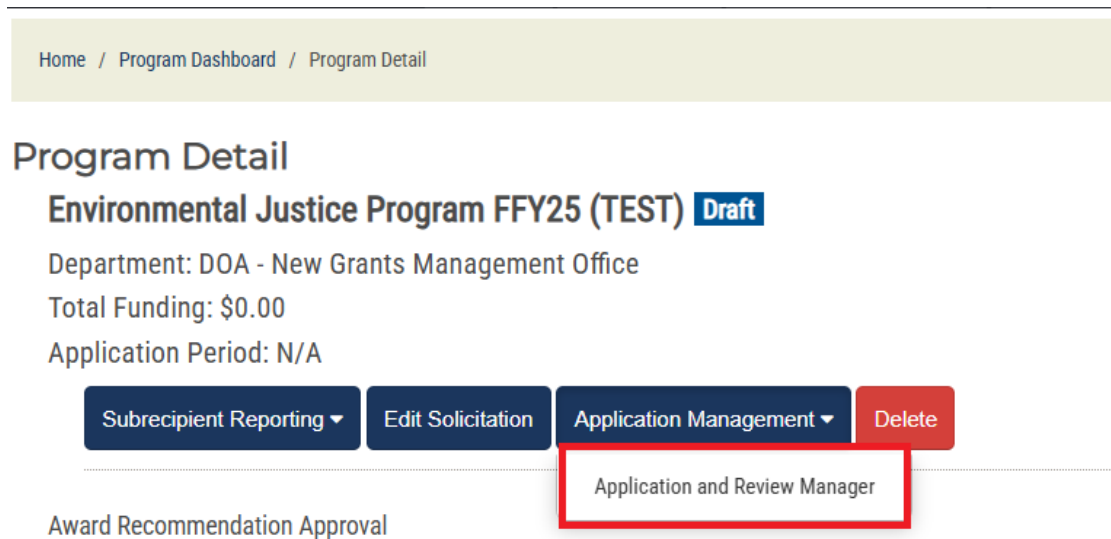 Home / Program Dashboard / Program Detail
Program Detail
Environmental Justice Program FFY25 (TEST) Draft
Department: DOA - New Grants Management Office
Total Funding: $0.00
Application Period: N/A
Subrecipient Reporting Edit Solicitation Application Management Delete
Application and Review Manager
Award Recommendation Approval